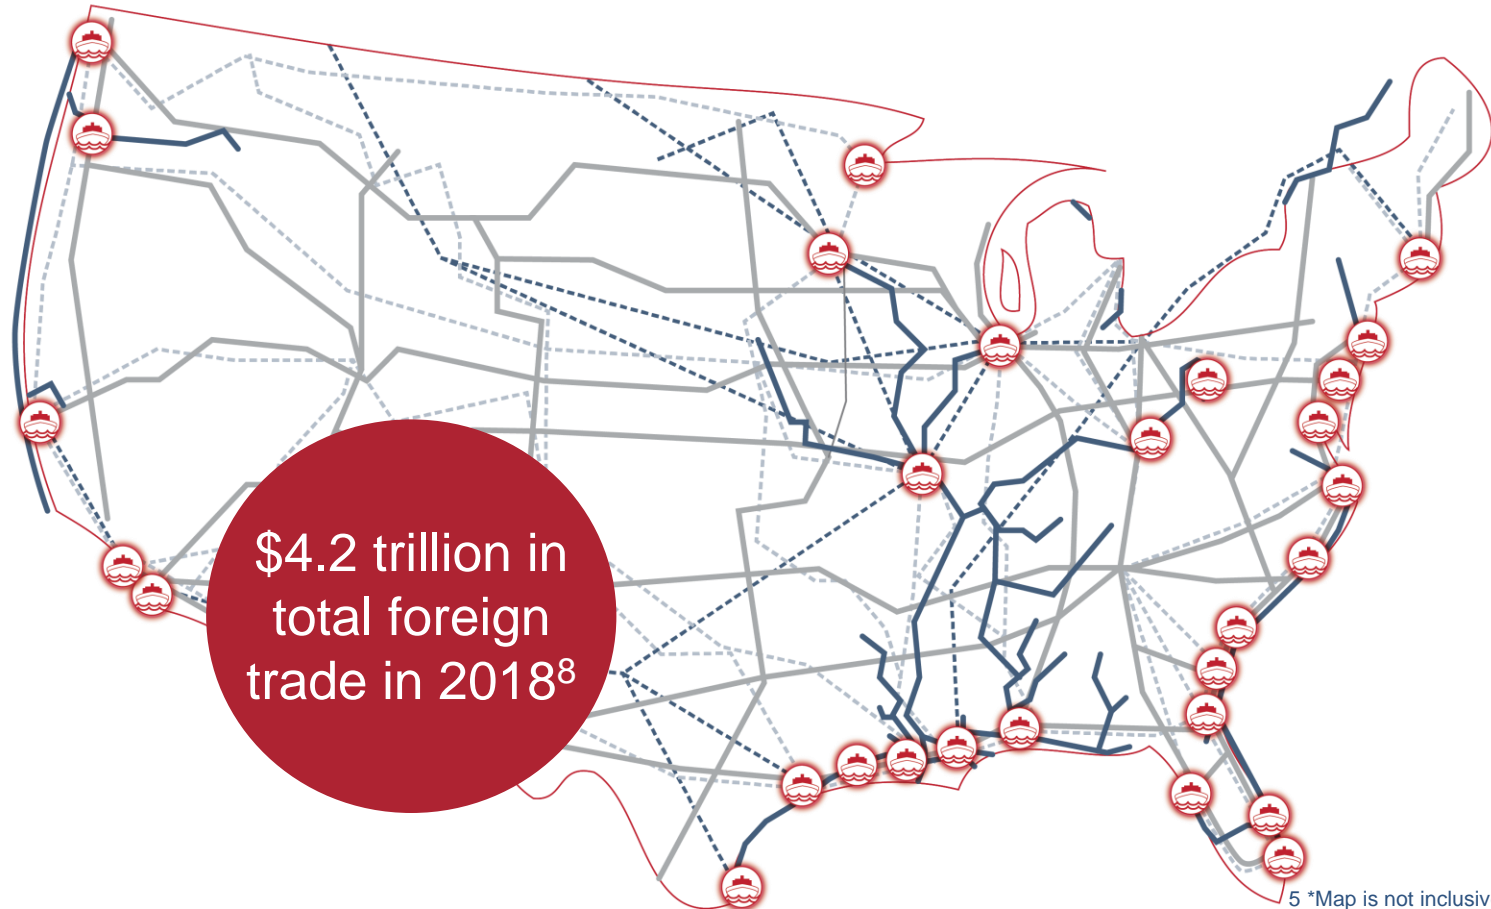 $4.2 trillion in
total foreign
trade in 2018⁸
5 *Map is not inclusiv